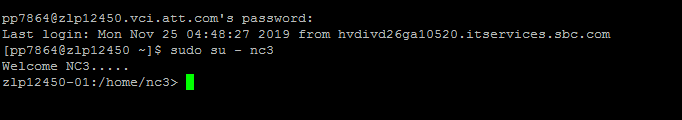 pp7864@zlp12450.vci.att.com's password:
Last login: Mon Nov 25 04:48:27 2019 from hvdivd26ga10520.itservices.sbc.com
[pp7864@zlp12450 ~]$ sudo su - nc3
Welcome NC3.....
zlp12450-01:/home/nc3>